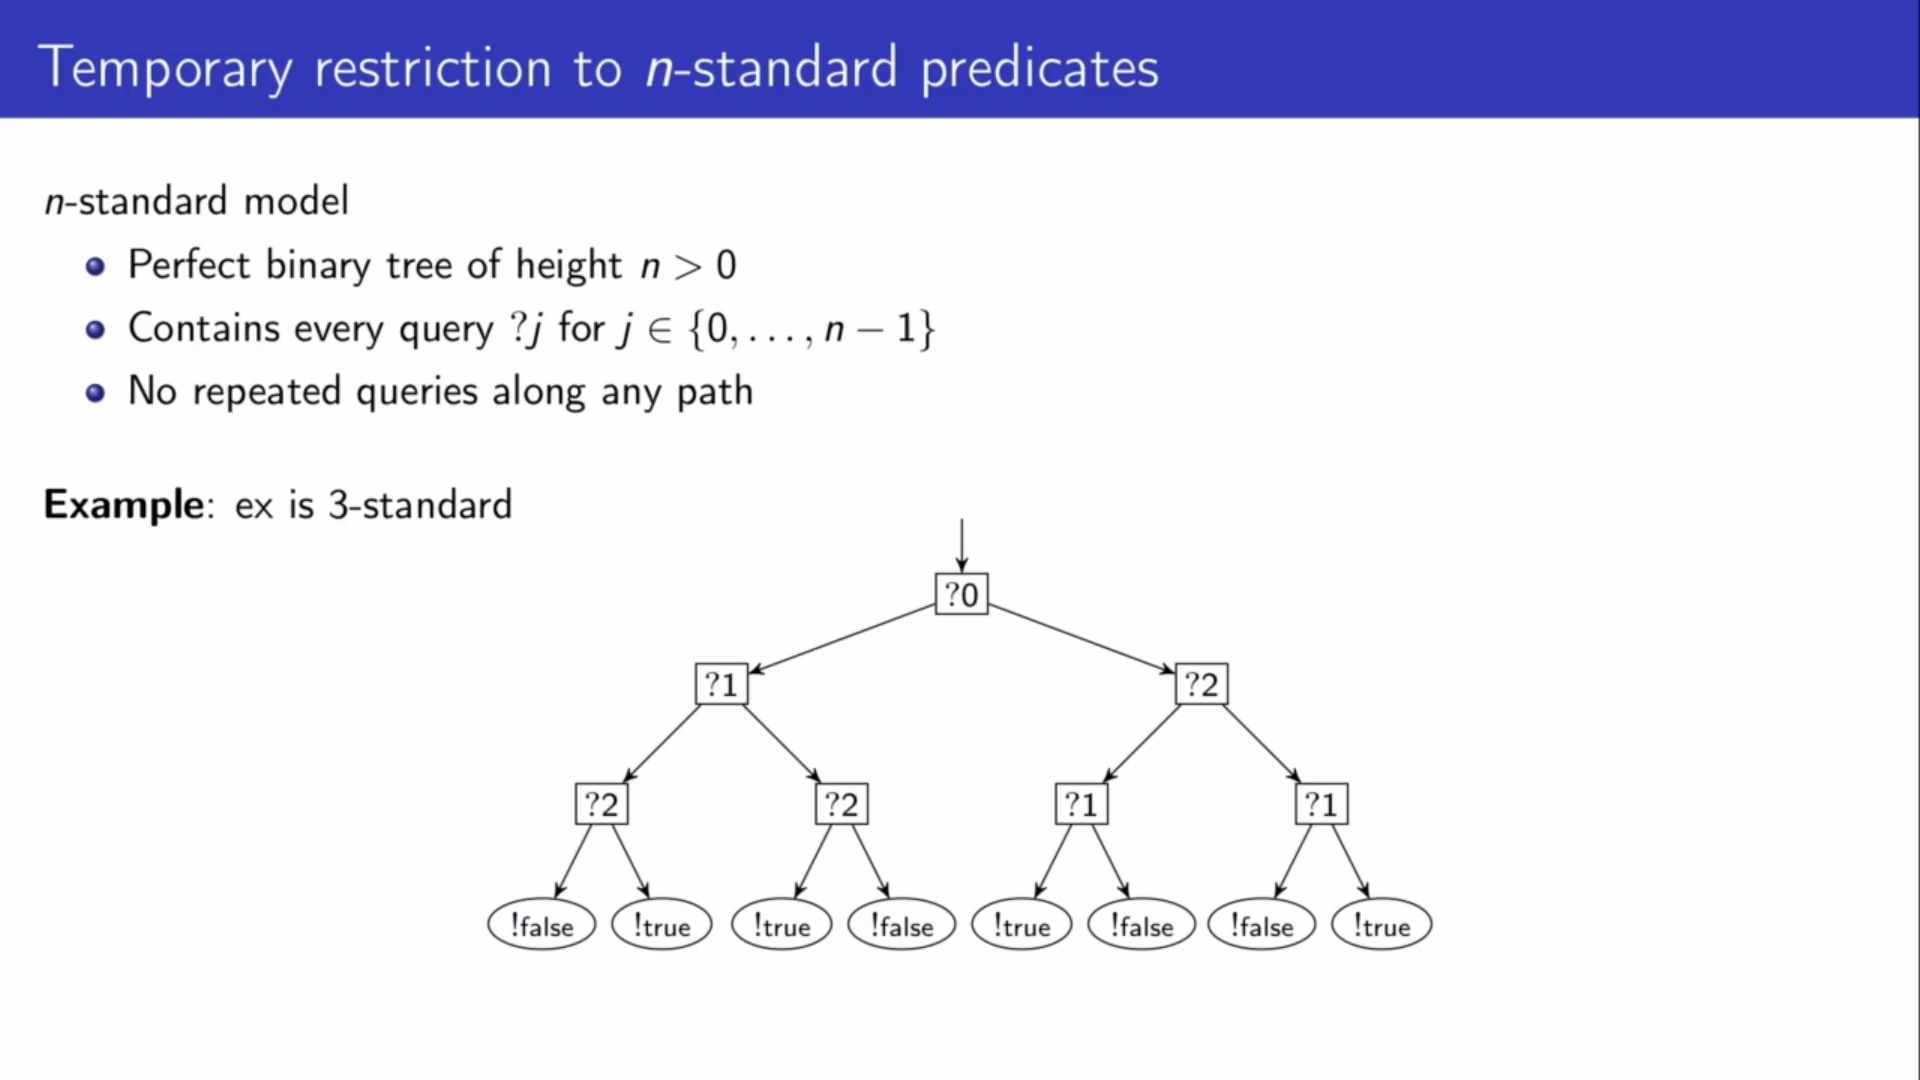 Temporary restriction to n-standard predicates
n-standard model
Perfect binary tree of height n > 0
Contains every query ?j for j ∈ {0, . . . , n − 1}
No repeated queries along any path
Example: ex is 3-standard
?0
?1 ?2
?2 ?2 ?1 ?1
!false !true !true !false !true !false !false !true